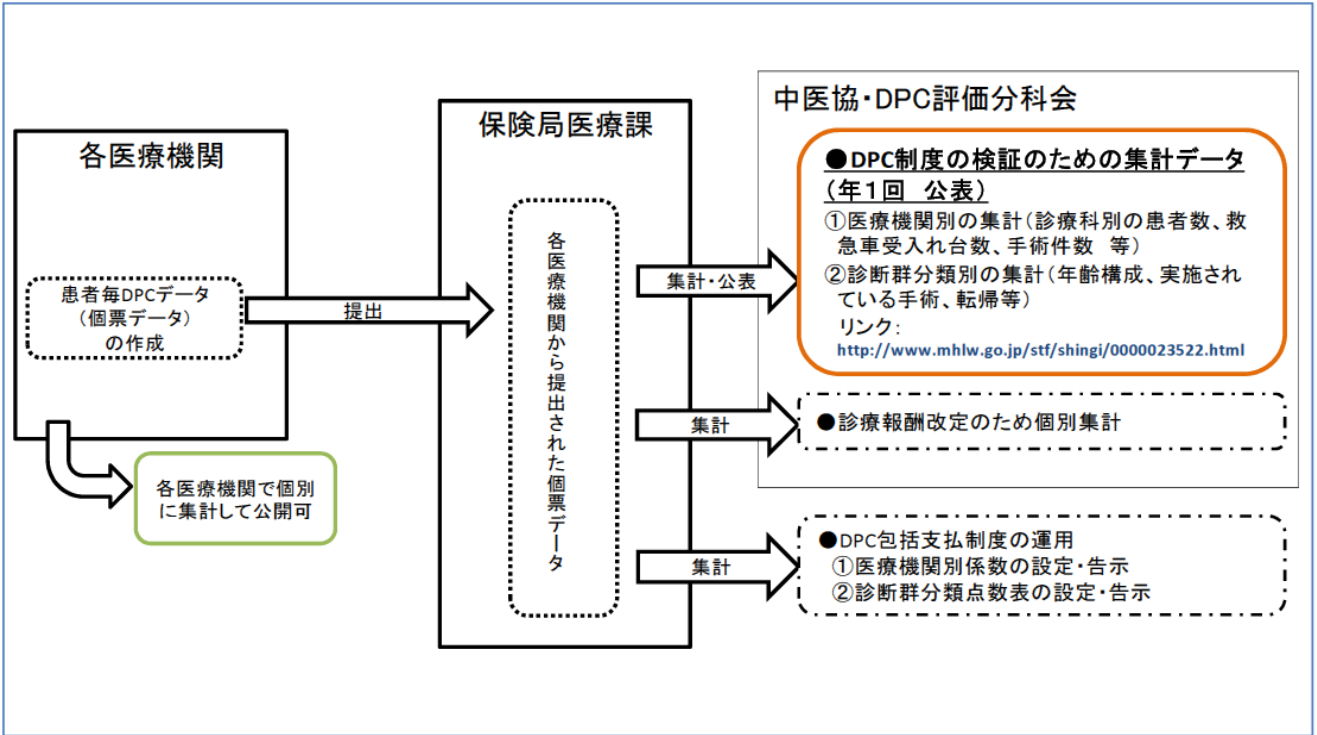 各医療機関
患者毎DPCデータ
（個票データ）
の作成
各医療機関で個別
に集計して公開可
提出
保険局医療課
各医療機関から提出された個票データ
集計・公表
集計
集計
中医協・DPC評価分科会
●DPC制度の検証のための集計データ
（年１回　公表）
①医療機関別の集計（診療科別の患者数、救
急車受入れ台数、手術件数　等）
②診断群分類別の集計（年齢構成、実施され
ている手術、転帰等）
リンク：
http://www.mhlw.go.jp/stf/shingi/0000023522.html
●診療報酬改定のため個別集計
●DPC包括支払制度の運用
①医療機関別係数の設定・告示
②診断群分類点数表の設定・告示